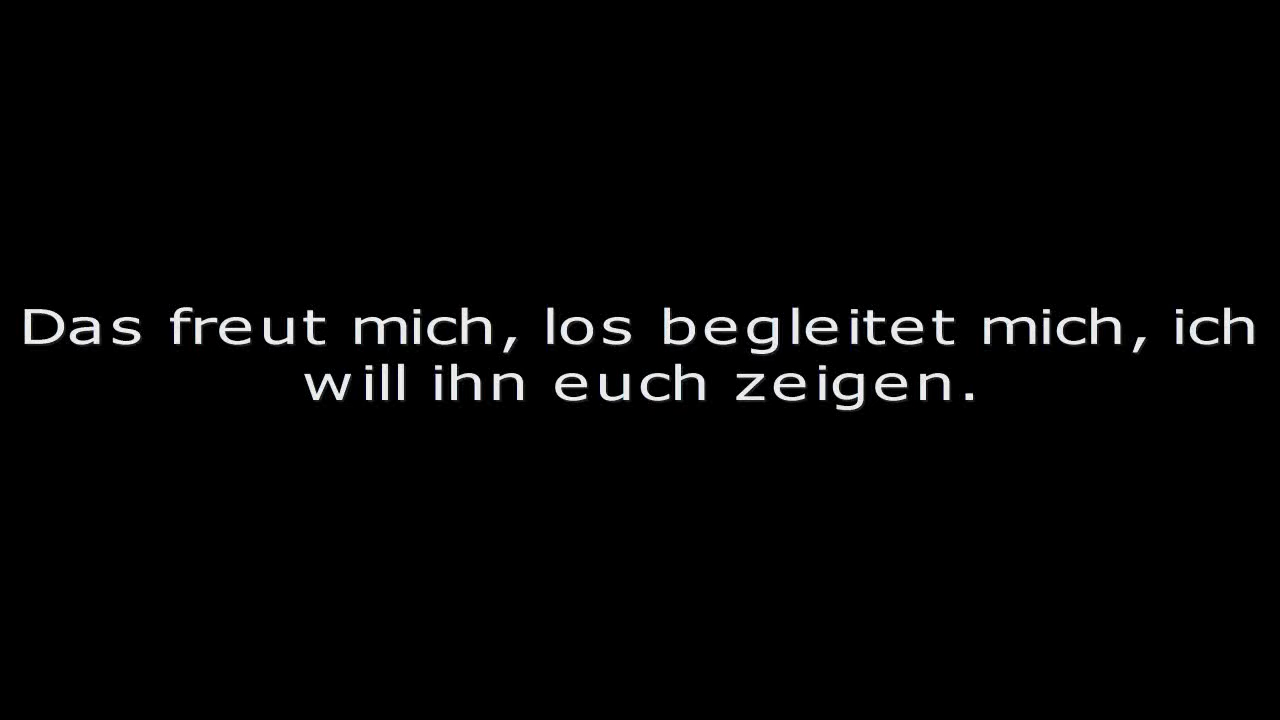 Das freut mich, los begleitet mich, ich
will ihn euch zeigen.